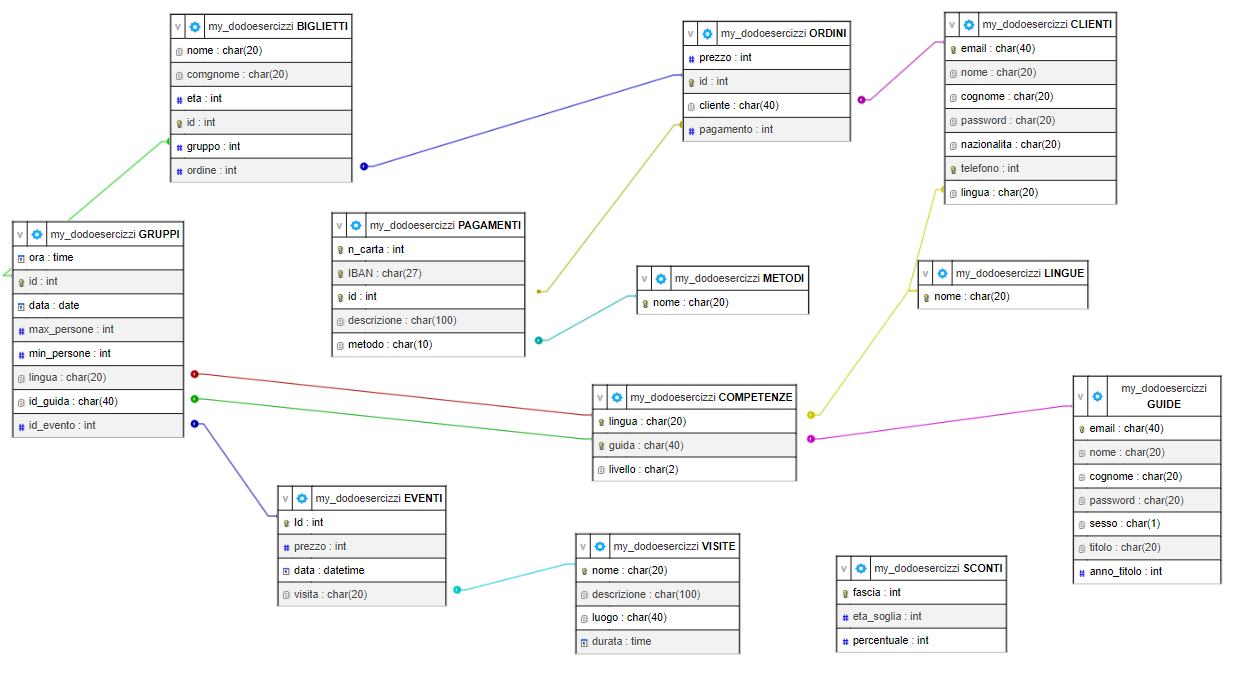 v my_dodoesercizzi BIGLIETTI
nome : char(20)
comgnome : char(20)
# eta : int
id : int
# gruppo : int
# ordine : int
v my_dodoesercizzi ORDINI
# prezzo : int
id : int
cliente : char(40)
# pagamento : int
v my_dodoesercizzi CLIENTI
email : char(40)
nome : char(20)
cognome : char(20)
password : char(20)
nazionalita : char(20)
telefono : int
lingua : char(20)
v my_dodoesercizzi GRUPPI
ora : time
id : int
data : date
# max_persone : int
# min_persone : int
lingua : char(20)
id_guida : char(40)
# id_evento : int
v my_dodoesercizzi PAGAMENTI
n_carta : int
IBAN : char(27)
id : int
descrizione : char(100)
metodo : char(10)
v my_dodoesercizzi METODI
nome : char(20)
v my_dodoesercizzi LINGUE
nome : char(20)
v my_dodoesercizzi COMPETENZE
lingua : char(20)
guida : char(40)
livello : char(2)
v my_dodoesercizzi
GUIDE
email : char(40)
nome : char(20)
cognome : char(20)
password : char(20)
sesso : char(1)
titolo : char(20)
# anno_titolo : int
v my_dodoesercizzi EVENTI
Id : int
# prezzo : int
data : datetime
visita : char(20)
v my_dodoesercizzi VISITE
nome : char(20)
descrizione : char(100)
luogo : char(40)
durata : time
v my_dodoesercizzi SCONTI
fascia : int
# eta_soglia : int
# percentuale : int